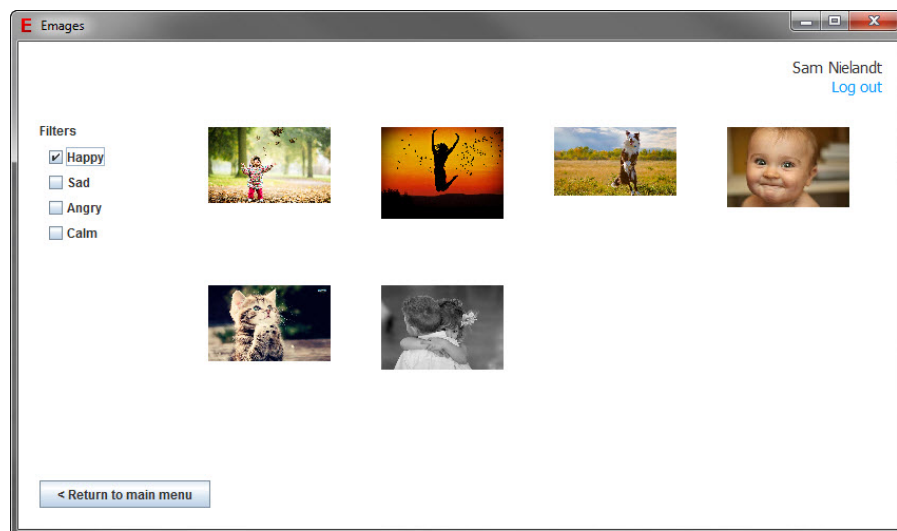 E Emages
Sam Nielandt
Log out
Filters
Happy
Sad
Angry
Calm
< Return to main menu